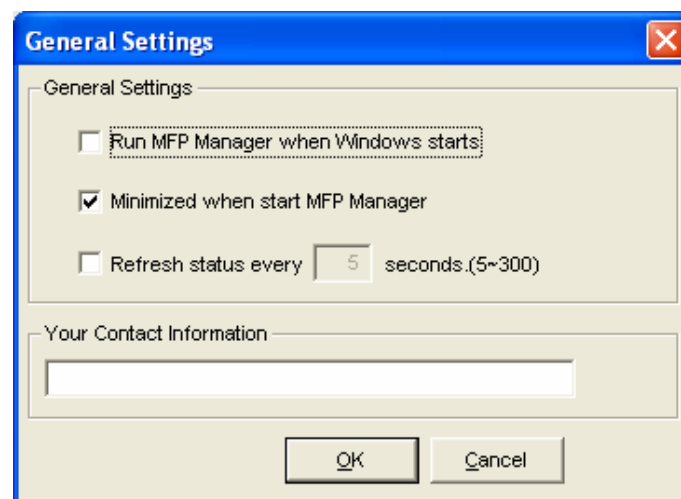 General Settings
General Settings
Run MFP Manager when Windows starts
Minimized when start MFP Manager
Refresh status every 5 seconds.(5~300)
Your Contact Information
OK Cancel